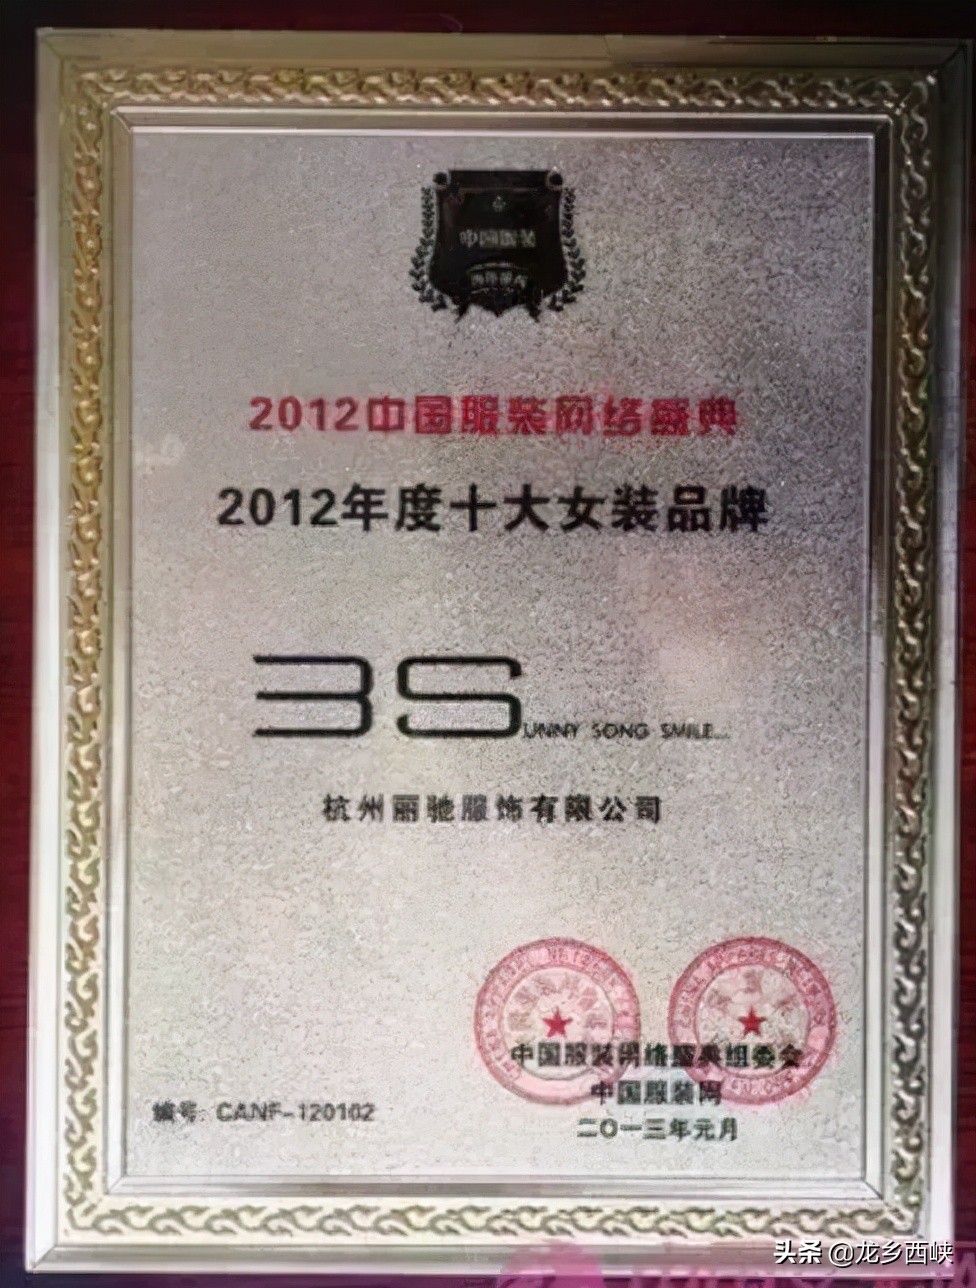 中国服装
2012中国服装网络盛典
2012年度十大女装品牌
3S UNNY SONG SMILE...
杭州丽驰服饰有限公司
中国服装网络盛典组委会
中国服装网
编号: CANF-120102
二〇一三年元月
头条 @龙乡西峡